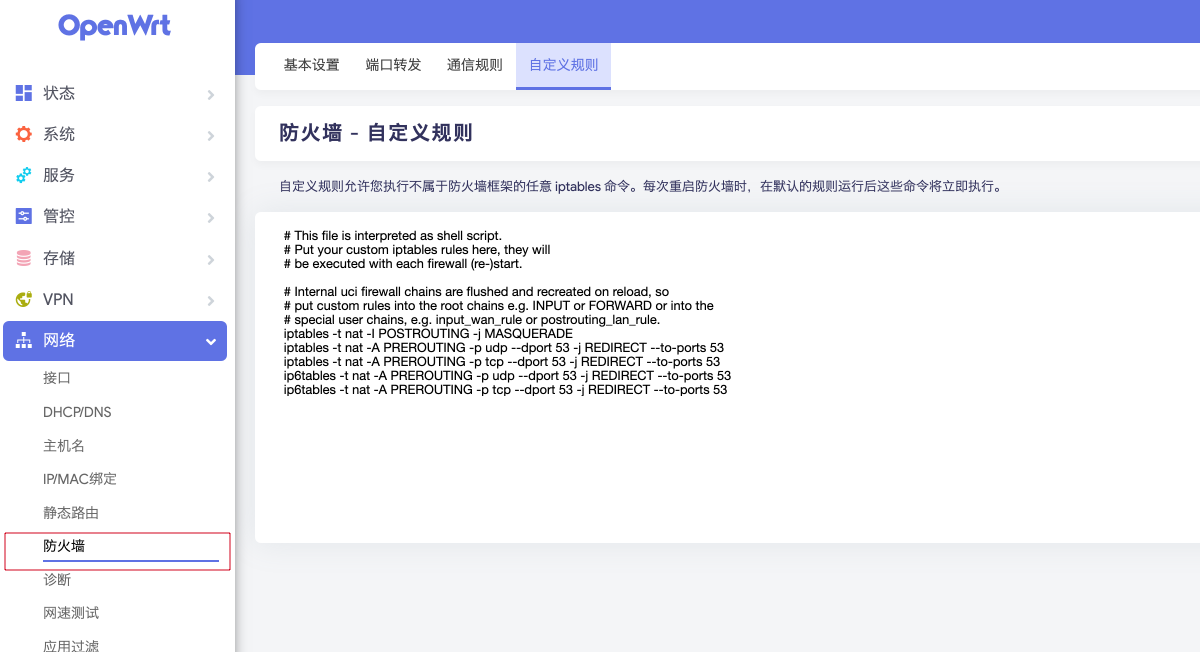 OpenWrt
状态
系统
服务
管控
存储
VPN
网络
接口
DHCP/DNS
主机名
IP/MAC绑定
静态路由
防火墙
诊断
网速测试
应用过滤
基本设置 端口转发 通信规则 自定义规则
防火墙 - 自定义规则
自定义规则允许您执行不属于防火墙框架的任意 iptables 命令。每次重启防火墙时，在默认的规则运行后这些命令将立即执行。
# This file is interpreted as shell script.
# Put your custom iptables rules here, they will
# be executed with each firewall (re-)start.
# Internal uci firewall chains are flushed and recreated on reload, so
# put custom rules into the root chains e.g. INPUT or FORWARD or into the
# special user chains, e.g. input_wan_rule or postrouting_lan_rule.
iptables -t nat -I POSTROUTING -j MASQUERADE
iptables -t nat -A PREROUTING -p udp --dport 53 -j REDIRECT --to-ports 53
iptables -t nat -A PREROUTING -p tcp --dport 53 -j REDIRECT --to-ports 53
ip6tables -t nat -A PREROUTING -p udp --dport 53 -j REDIRECT --to-ports 53
ip6tables -t nat -A PREROUTING -p tcp --dport 53 -j REDIRECT --to-ports 53